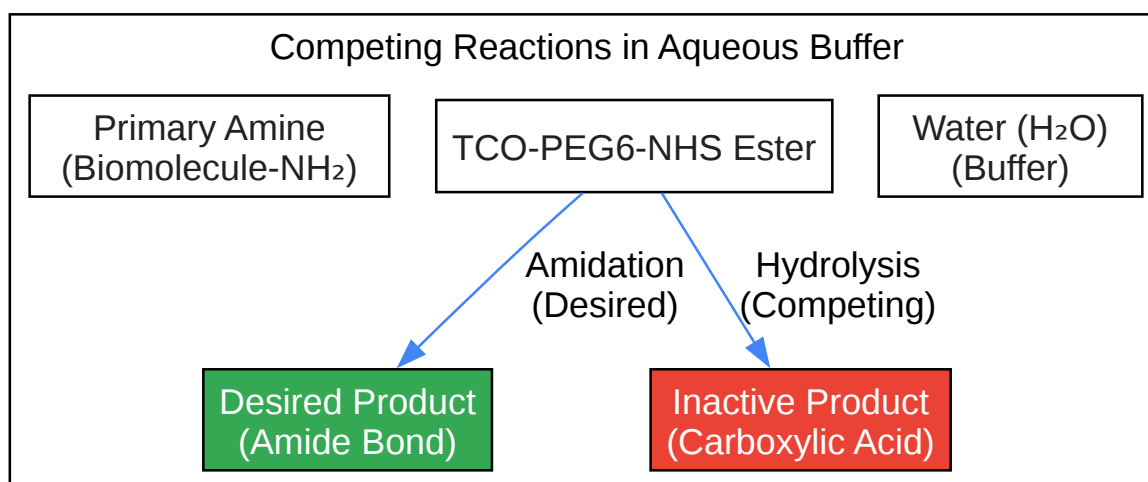 Competing Reactions in Aqueous Buffer
Primary Amine
(Biomolecule-NH₂)
TCO-PEG6-NHS Ester
Water (H₂O)
(Buffer)
Amidation
(Desired)
Hydrolysis
(Competing)
Desired Product
(Amide Bond)
Inactive Product
(Carboxylic Acid)